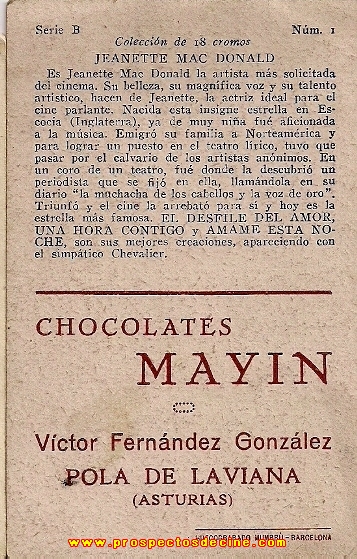 Serie B Núm. 1
Colección de 18 cromos
JEANETTE MAC DONALD
Es Jeanette Mac Donald la artista más solicitada
del cinema. Su belleza, su magnífica voz y su talento
artístico, hacen de Jeanette, la actriz ideal para el
cine parlante. Nacida esta insigne estrella en Es-
cocia (Inglaterra), ya de muy niña fué aficionada
a la música. Emigró su familia a Norteamérica y
para lograr un puesto en el teatro lírico, tuvo que
pasar por el calvario de los artistas anónimos. En
un coro de un teatro, fué donde la descubrió un
periódista que se fijó en ella, llamándola en su
diario "la muchacha de los cabellos y la voz de oro".
Triunfó y el cine la arrebató para sí y hoy es la
estrella más famosa. EL DESFILE DEL AMOR,
UNA HORA CONTIGO y AMAME ESTA NO-
CHE, son sus mejores creaciones, apareciendo con
el simpático Chevalier.
CHOCOLATES
MAYIN
Víctor Fernández González
POLA DE LAVIANA
(ASTURIAS)
HUECOGRABADO MUMBRÚ - BARCELONA
www.prospectosdecine.com